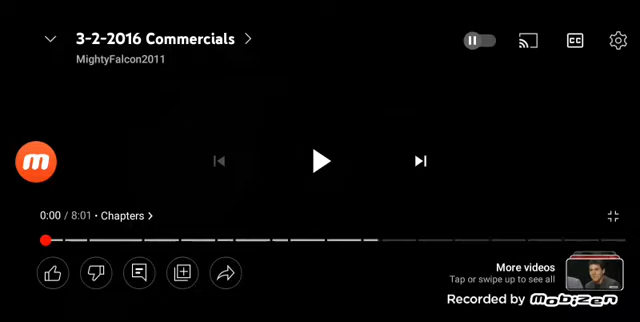 3-2-2016 Commercials
MightyFalcon2011
CC
m
0:00 / 8:01 • Chapters
More videos
Tap or swipe up to see all
Recorded by Mobizen